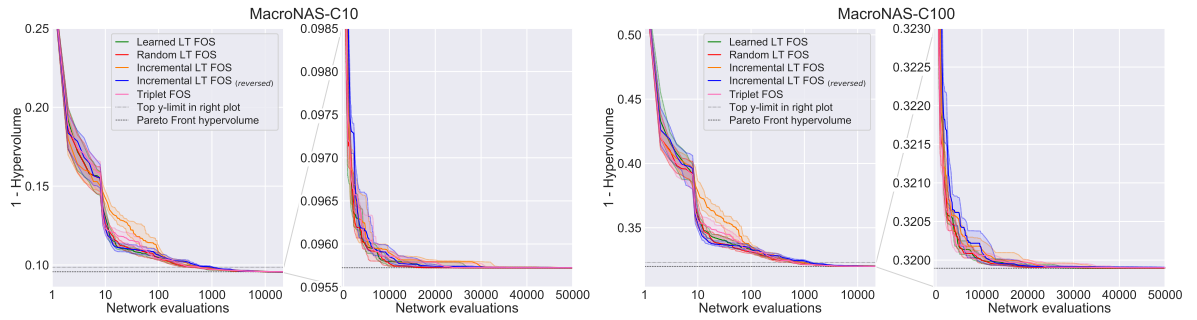 MacroNAS-C10
1 - Hypervolume
0.25
0.20
0.15
0.10
1
10
100
1000
10000
Network evaluations
Learned LT FOS
Random LT FOS
Incremental LT FOS
Incremental LT FOS (reversed)
Triplet FOS
Top y-limit in right plot
Pareto Front hypervolume
0.0985
0.0980
0.0975
0.0970
0.0965
0.0960
0.0955
0
10000
20000
30000
40000
50000
Network evaluations
MacroNAS-C100
1 - Hypervolume
0.50
0.45
0.40
0.35
1
10
100
1000
10000
Network evaluations
Learned LT FOS
Random LT FOS
Incremental LT FOS
Incremental LT FOS (reversed)
Triplet FOS
Top y-limit in right plot
Pareto Front hypervolume
0.3230
0.3225
0.3220
0.3215
0.3210
0.3205
0.3200
0
10000
20000
30000
40000
50000
Network evaluations